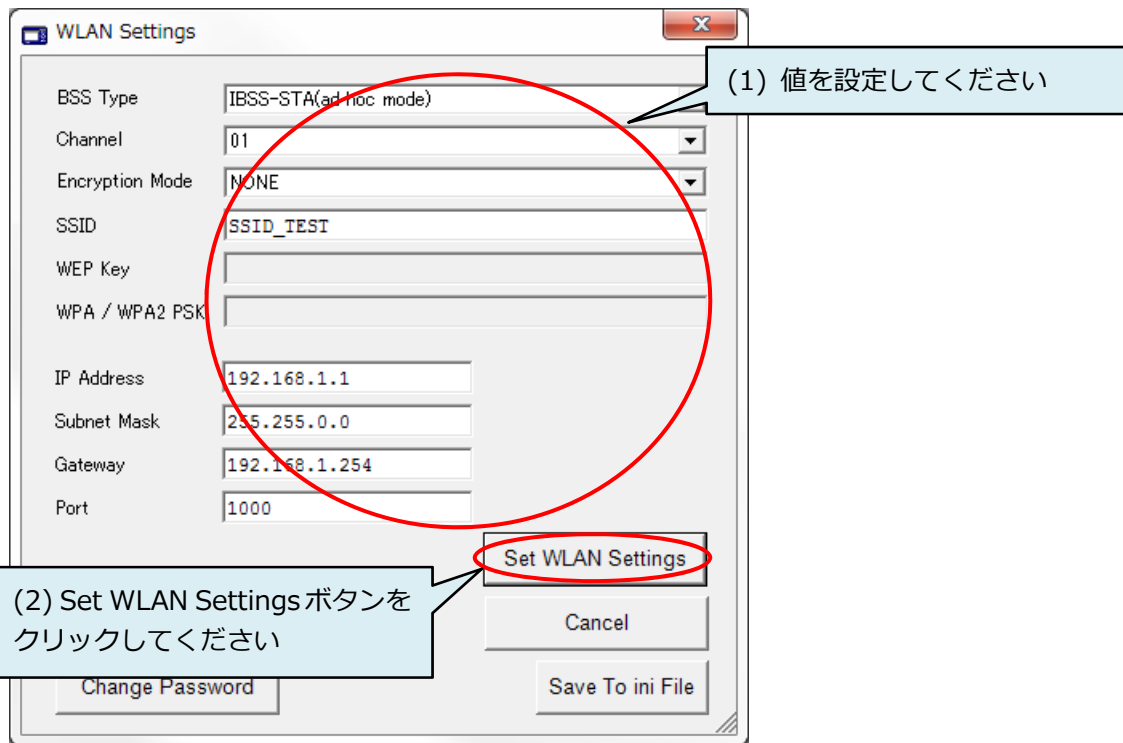 WLAN Settings
(1) 値を設定してください
BSS Type IBSS-STA(ad hoc mode)
Channel 01
Encryption Mode NONE
SSID SSID_TEST
WEP Key
WPA / WPA2 PSK
IP Address 192.168.1.1
Subnet Mask 255.255.0.0
Gateway 192.168.1.254
Port 1000
Set WLAN Settings
(2) Set WLAN Settingsボタンを
クリックしてください
Cancel
Change Password
Save To ini File